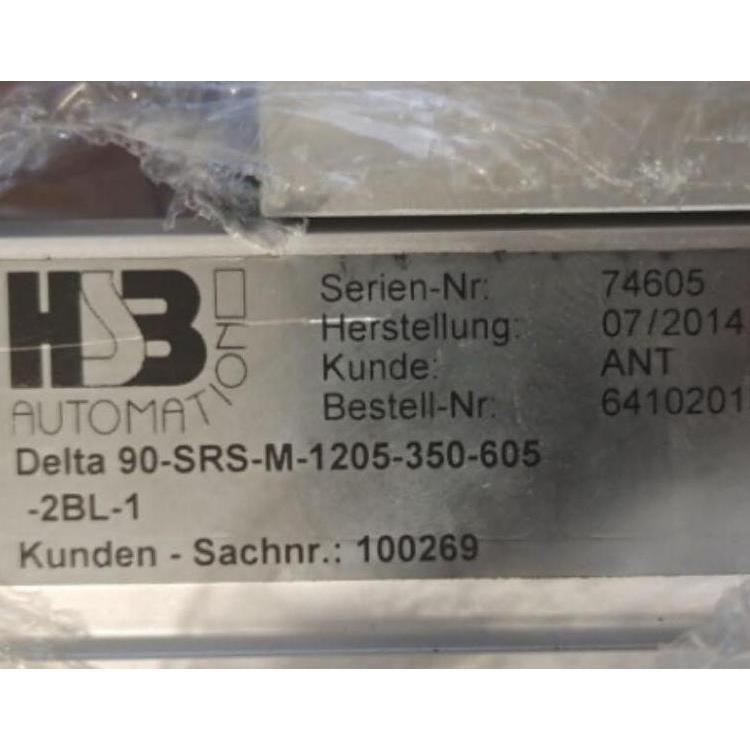 HSB
AUTOMATION
Serien-Nr: 74605
Herstellung: 07/2014
Kunde: ANT
Bestell-Nr: 6410201
Delta 90-SRS-M-1205-350-605
-2BL-1
Kunden - Sachnr.: 100269